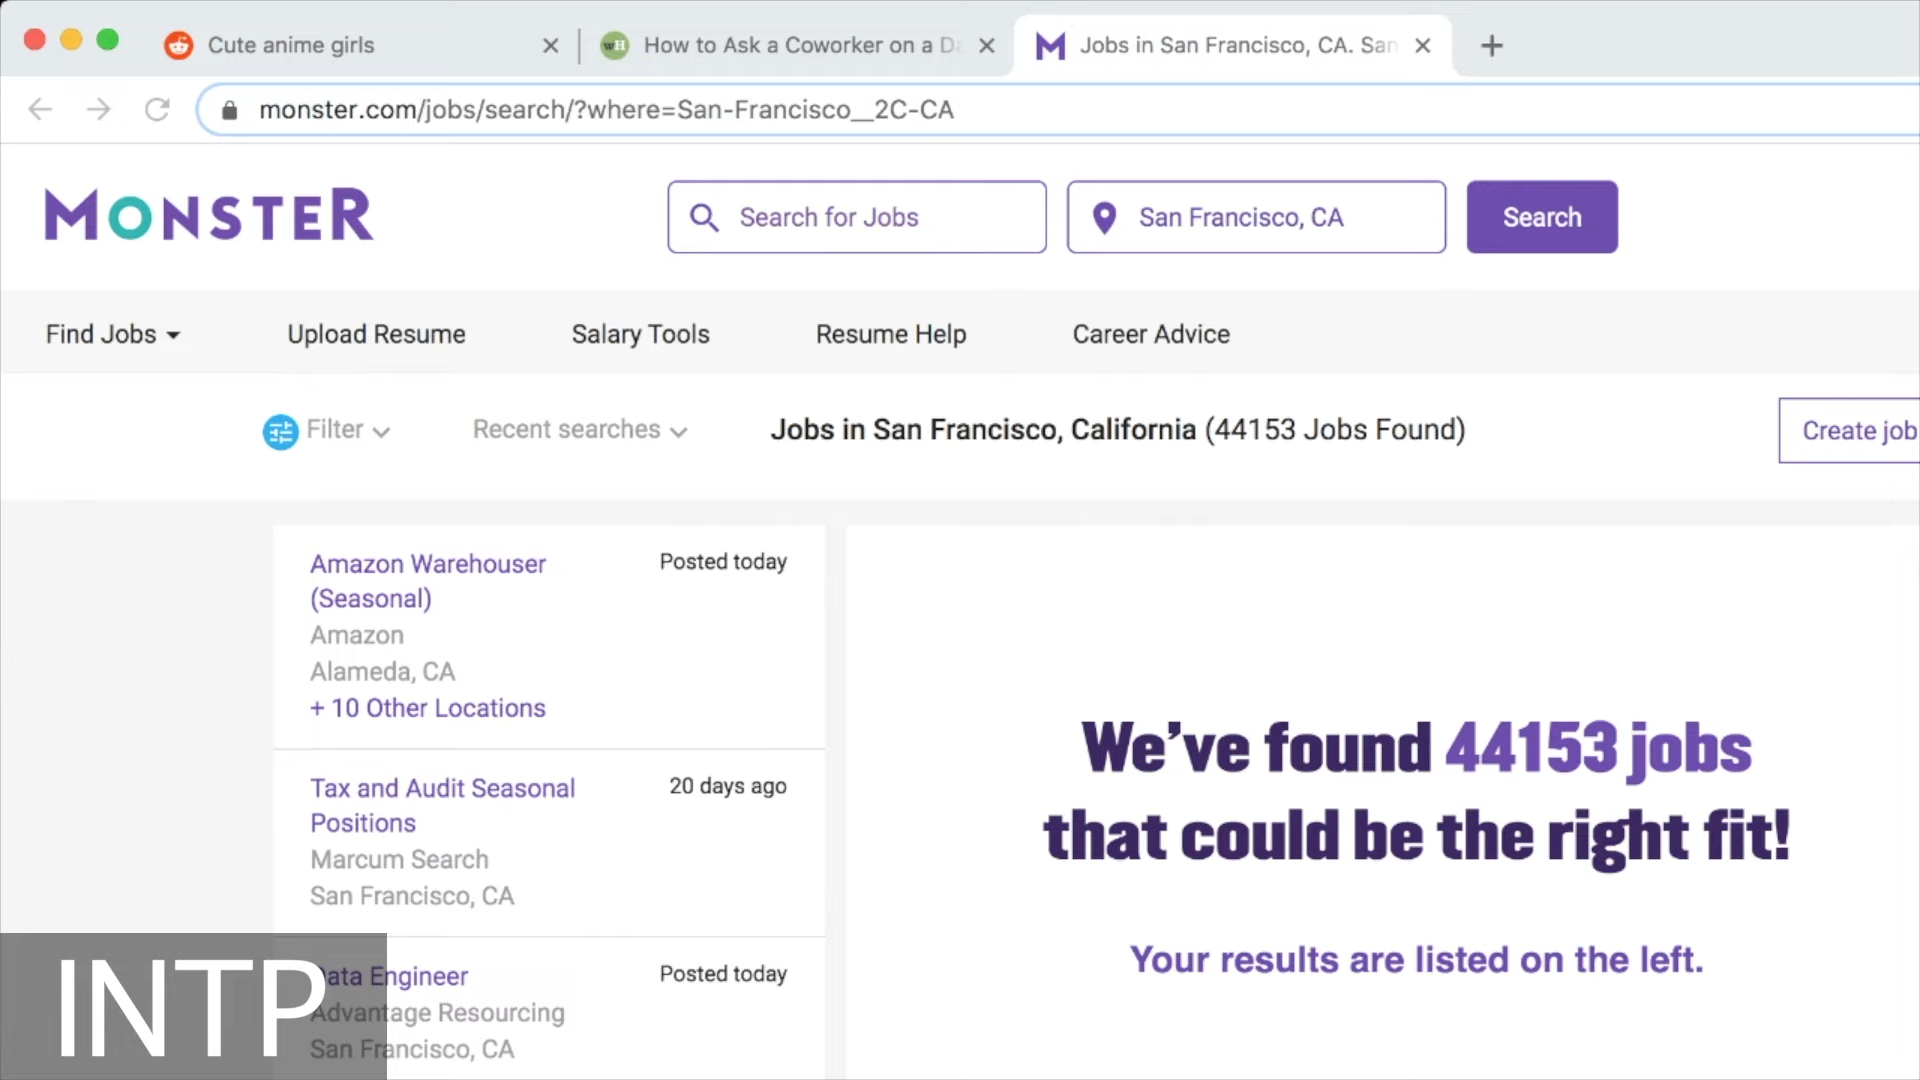 Cute anime girls
wH
How to Ask a Coworker on a Da
Jobs in San Francisco, CA. San
monster.com/jobs/search/?where=San-Francisco__2C-CA
MONSTER
Search for Jobs
San Francisco, CA
Search
Find Jobs
Upload Resume
Salary Tools
Resume Help
Career Advice
Filter
Recent searches
Jobs in San Francisco, California (44153 Jobs Found)
Create job
Amazon Warehouser
(Seasonal)
Posted today
Amazon
Alameda, CA
+ 10 Other Locations
Tax and Audit Seasonal
Positions
20 days ago
Marcum Search
San Francisco, CA
Data Engineer
Posted today
Advantage Resourcing
San Francisco, CA
We've found 44153 jobs
that could be the right fit!
Your results are listed on the left.
INTP